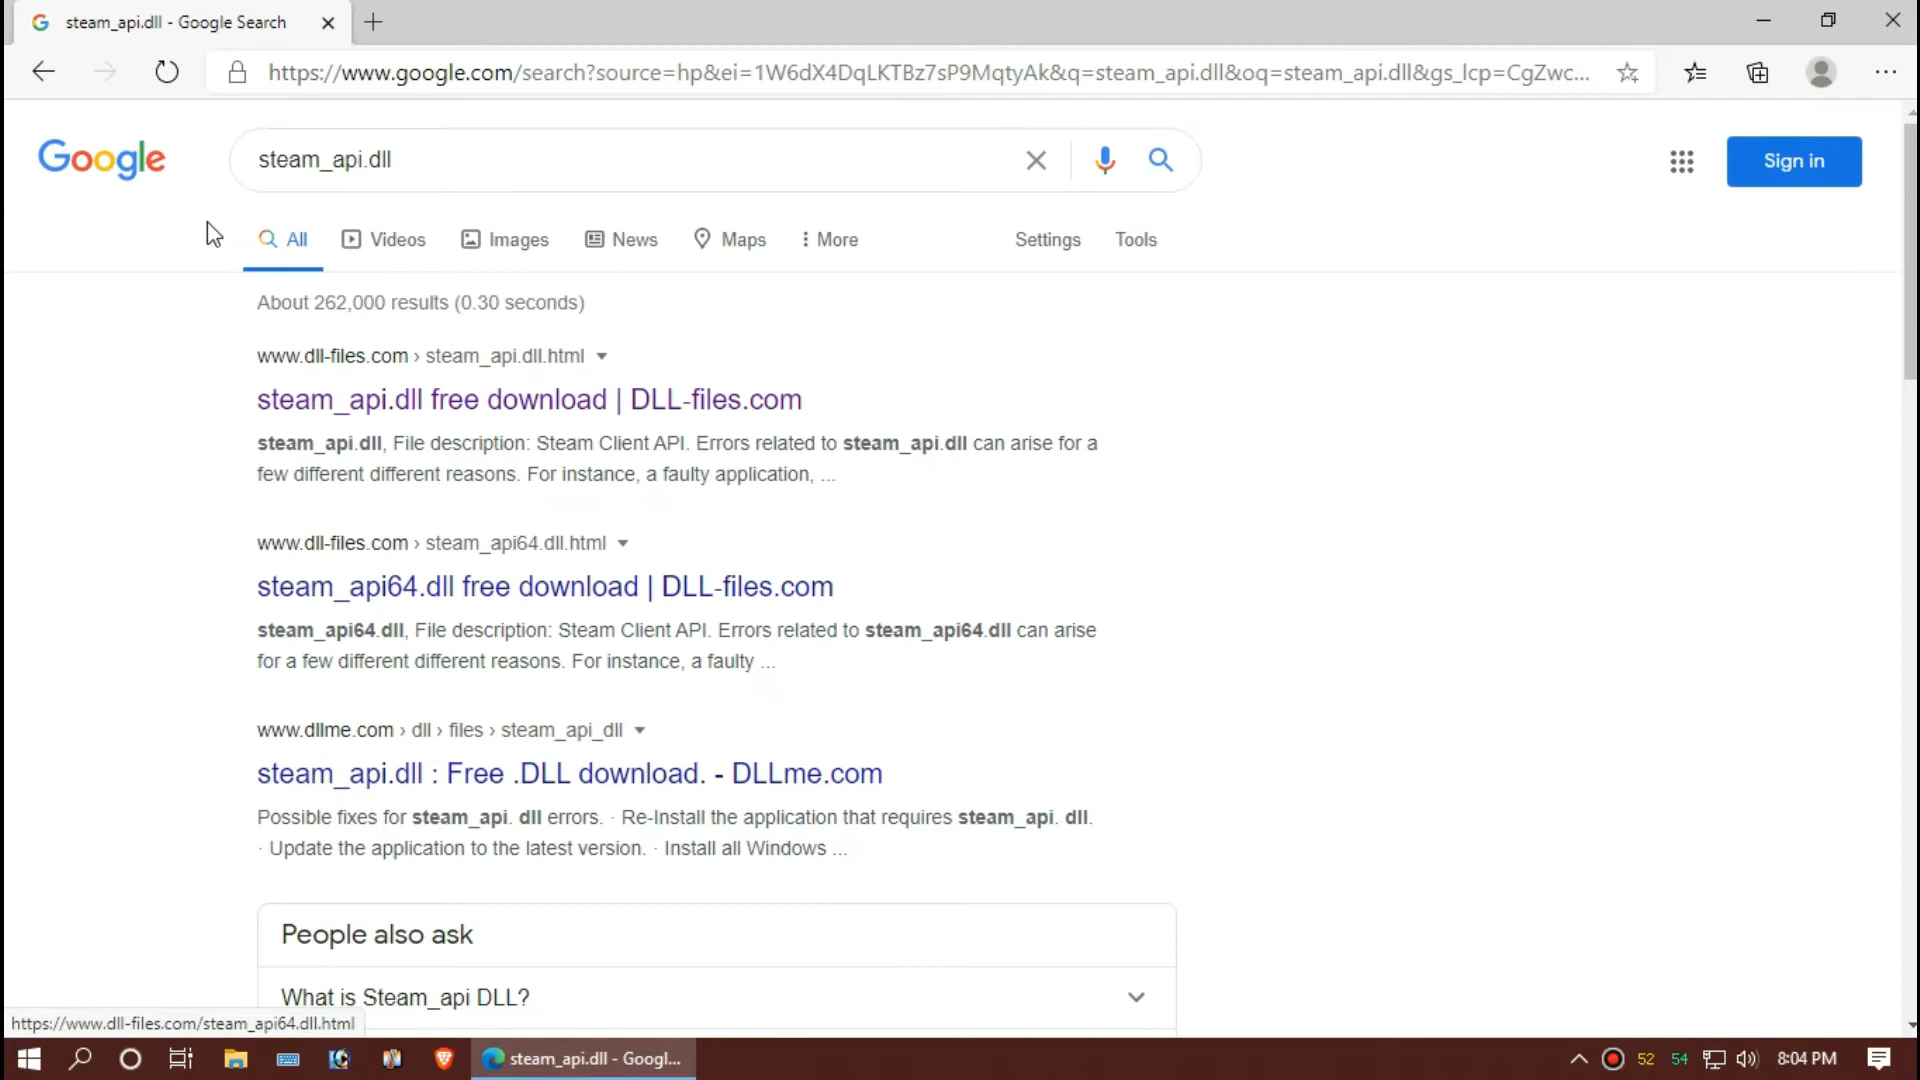 steam_api.dll - Google Search
https://www.google.com/search?source=hp&ei=1W6dX4DqLKTBz7sP9MqtyAk&q=steam_api.dll&oq=steam_api.dll&gs_lcp=CgZwc...
Google
steam_api.dll
Sign in
All
Videos
Images
News
Maps
More
Settings
Tools
About 262,000 results (0.30 seconds)
www.dll-files.com › steam_api.dll.html
steam_api.dll free download | DLL-files.com
steam_api.dll, File description: Steam Client API. Errors related to steam_api.dll can arise for a
few different different reasons. For instance, a faulty application, ...
www.dll-files.com › steam_api64.dll.html
steam_api64.dll free download | DLL-files.com
steam_api64.dll, File description: Steam Client API. Errors related to steam_api64.dll can arise
for a few different different reasons. For instance, a faulty ...
www.dllme.com › dll › files › steam_api_dll
steam_api.dll : Free .DLL download. - DLLme.com
Possible fixes for steam_api. dll errors. · Re-Install the application that requires steam_api. dll.
· Update the application to the latest version. · Install all Windows ...
People also ask
What is Steam_api DLL?
https://www.dll-files.com/steam_api64.dll.html
steam_api.dll - Googl...
52
54
8:04 PM